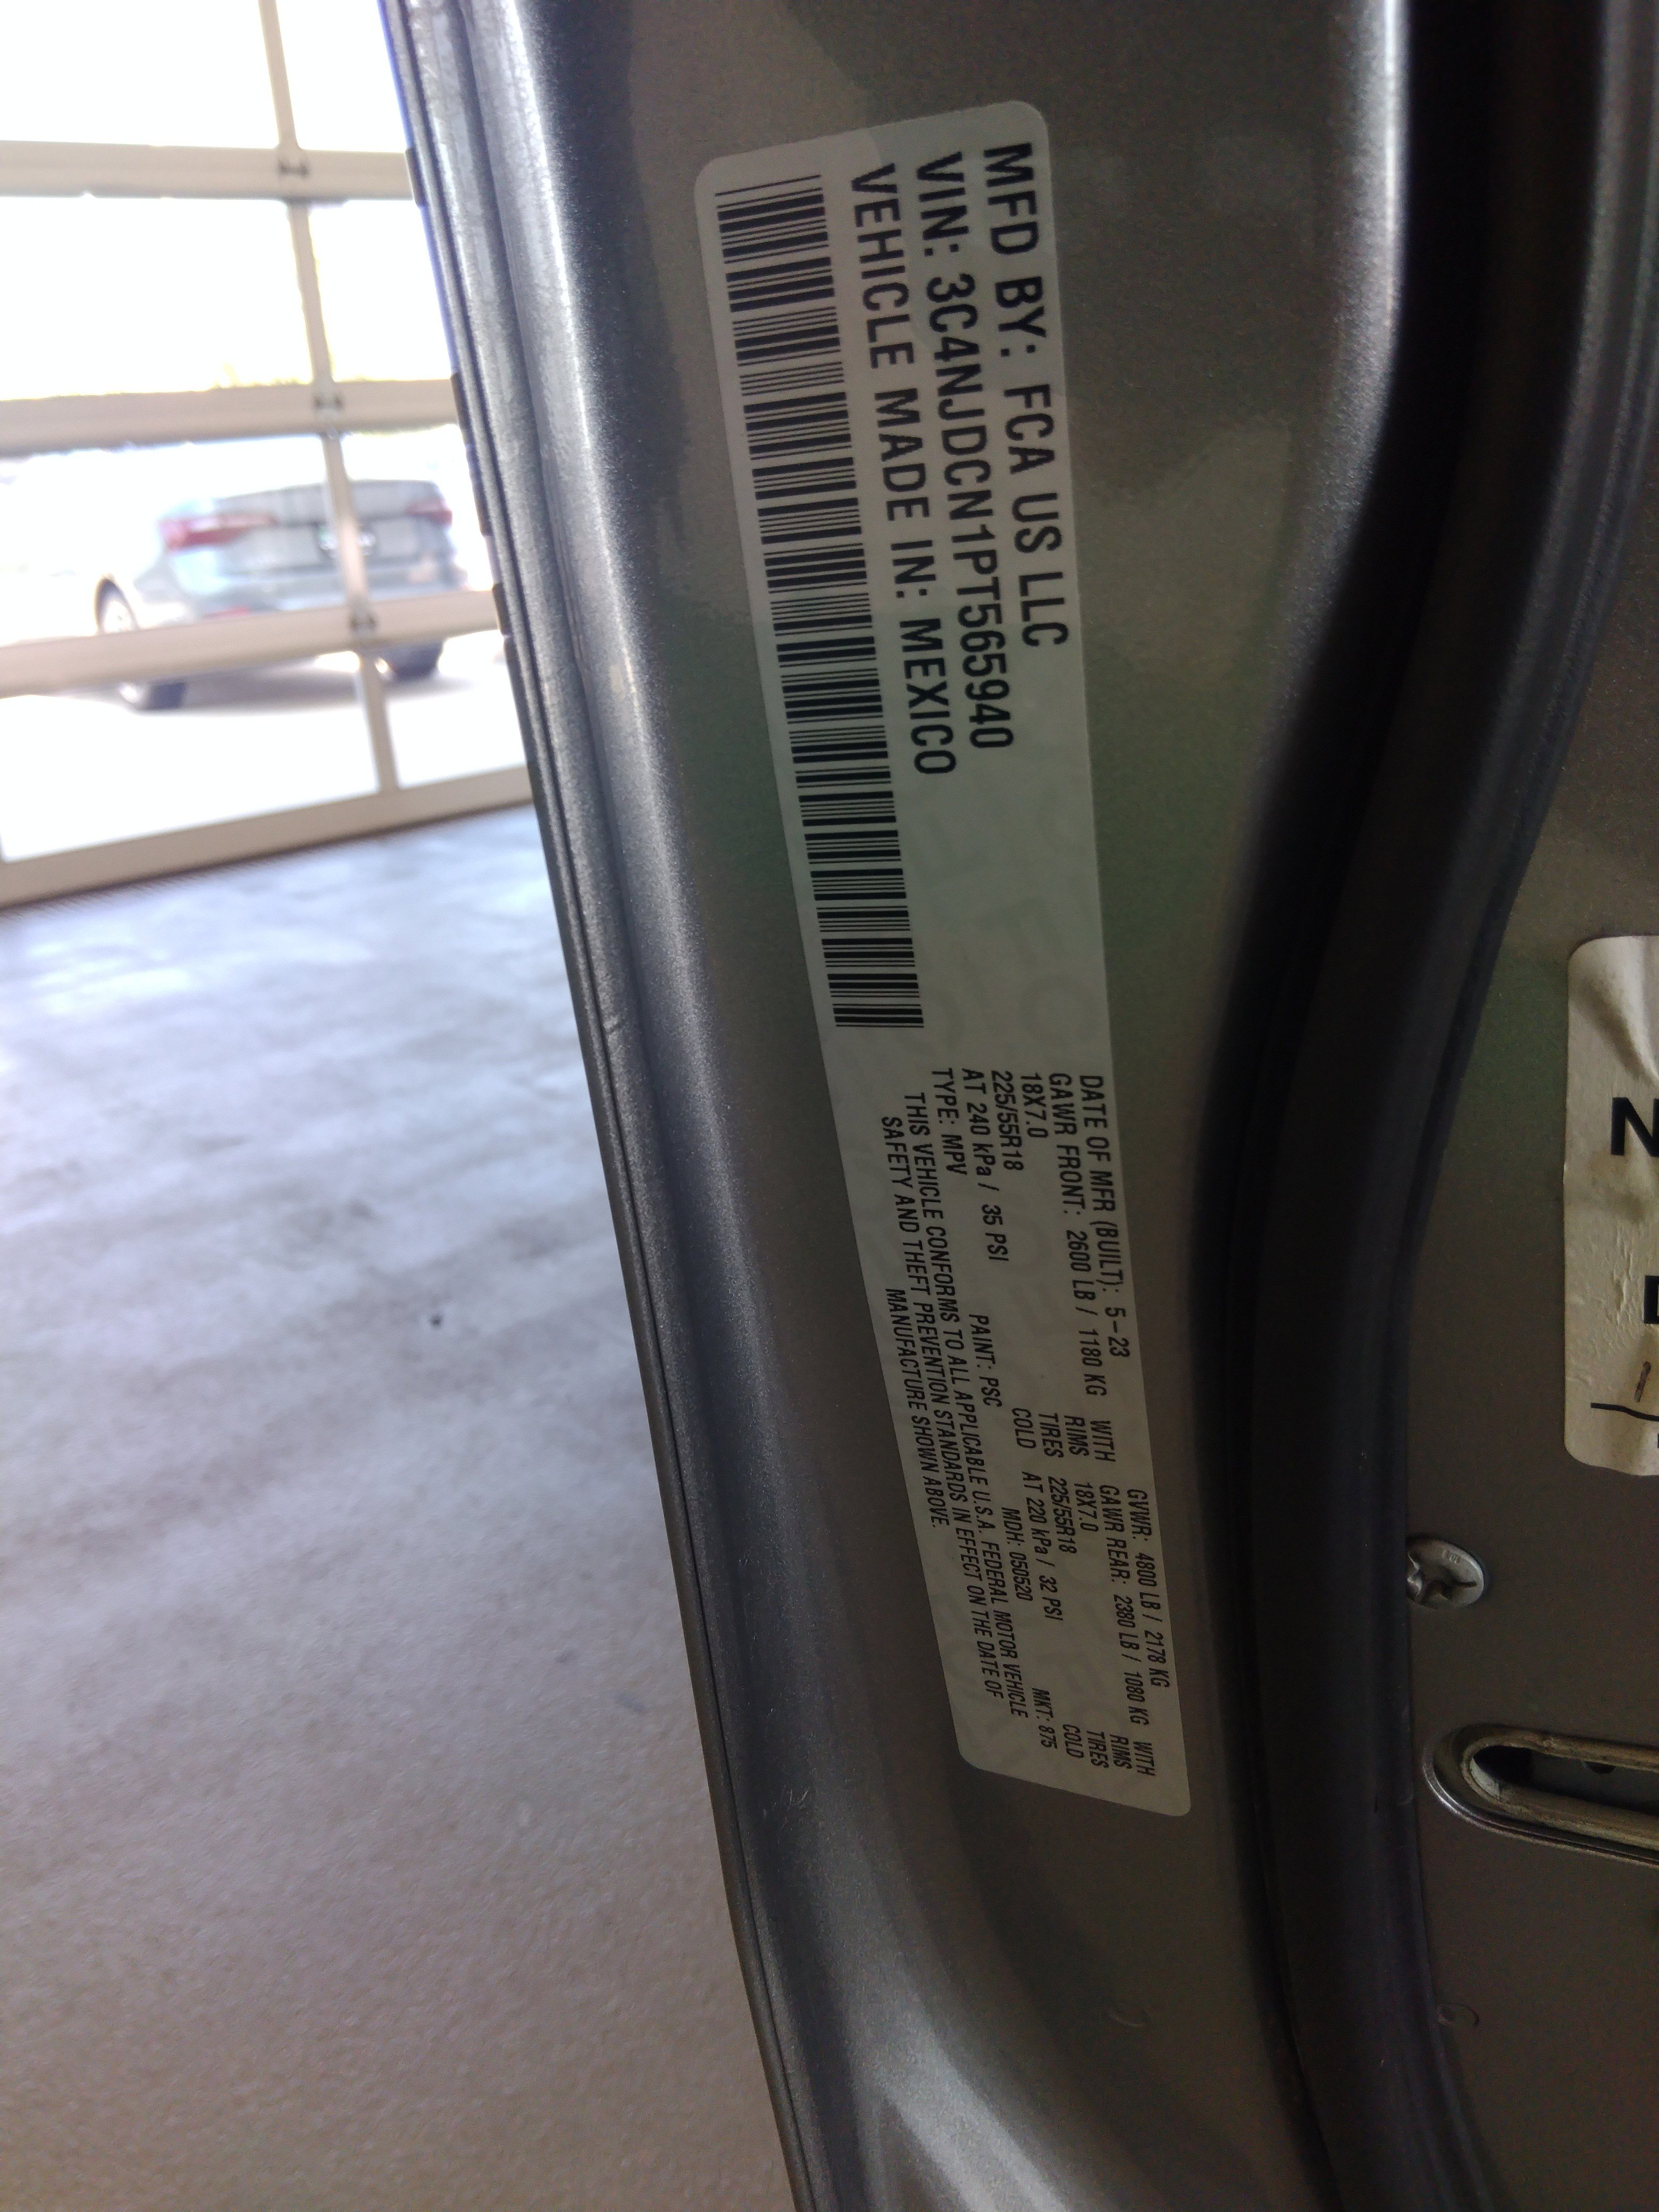 MFD BY: FCA US LLC
VIN: 3C4NJDCN1PT565940
VEHICLE MADE IN: MEXICO
DATE OF MFR (BUILT): 5-23 GVWR: 4800 LB / 2178 KG
GAWR FRONT: 2600 LB / 1180 KG WITH GAWR REAR: 2380 LB / 1080 KG WITH
18X7.0 RIMS 18X7.0 RIMS
225/55R18 TIRES 225/55R18 TIRES
AT 240 kPa / 35 PSI COLD AT 220 kPa / 32 PSI COLD
TYPE: MPV PAINT: PSC MDH: 050520 MKT: 875
THIS VEHICLE CONFORMS TO ALL APPLICABLE U.S.A. FEDERAL MOTOR VEHICLE
SAFETY AND THEFT PREVENTION STANDARDS IN EFFECT ON THE DATE OF
MANUFACTURE SHOWN ABOVE.
N